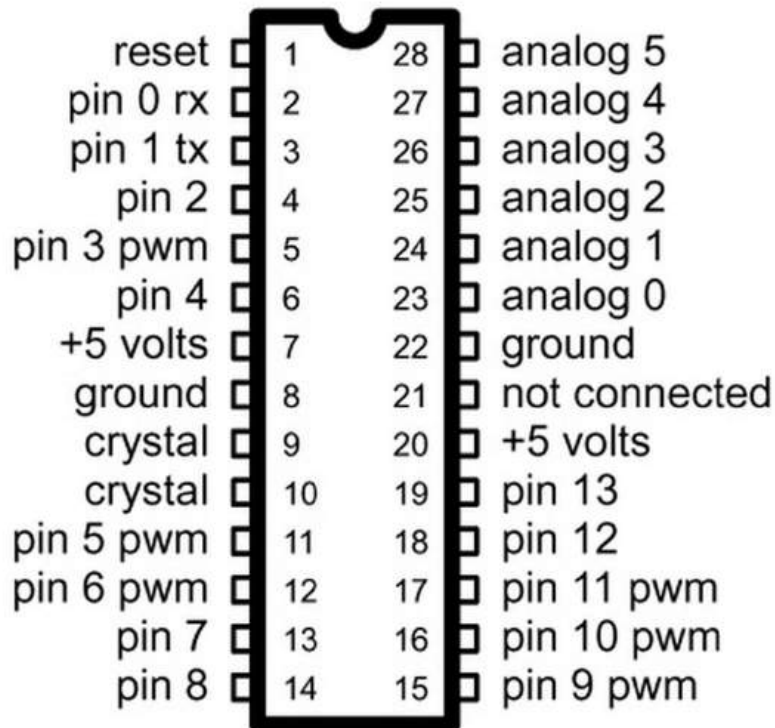 reset 1 28 analog 5
pin 0 rx 2 27 analog 4
pin 1 tx 3 26 analog 3
pin 2 4 25 analog 2
pin 3 pwm 5 24 analog 1
pin 4 6 23 analog 0
+5 volts 7 22 ground
ground 8 21 not connected
crystal 9 20 +5 volts
crystal 10 19 pin 13
pin 5 pwm 11 18 pin 12
pin 6 pwm 12 17 pin 11 pwm
pin 7 13 16 pin 10 pwm
pin 8 14 15 pin 9 pwm